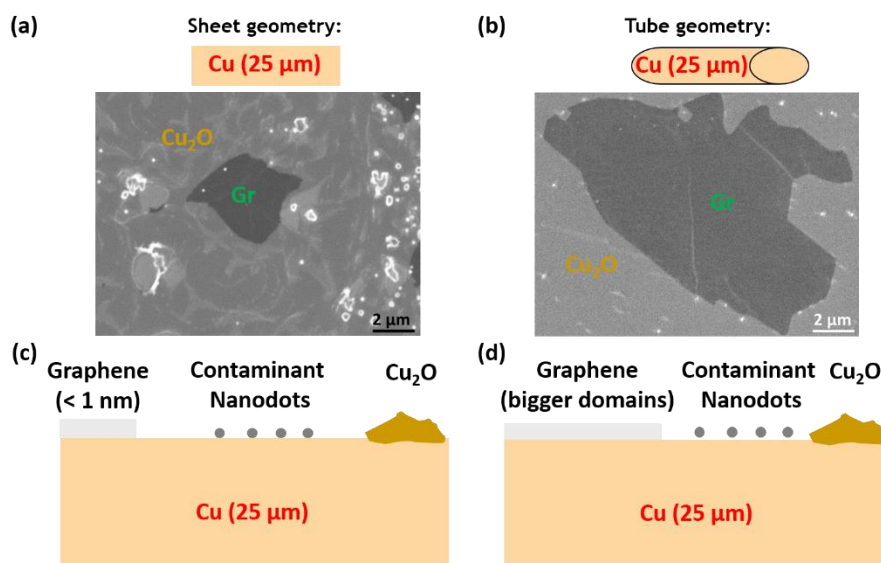 (a)
Sheet geometry:
Cu (25 μm)
Cu₂O
Gr
2 μm
(b)
Tube geometry:
Cu (25 μm)
Gr
Cu₂O
2 μm
(c)
Graphene
(< 1 nm)
Contaminant
Nanodots
Cu₂O
Cu (25 μm)
(d)
Graphene
(bigger domains)
Contaminant
Nanodots
Cu₂O
Cu (25 μm)